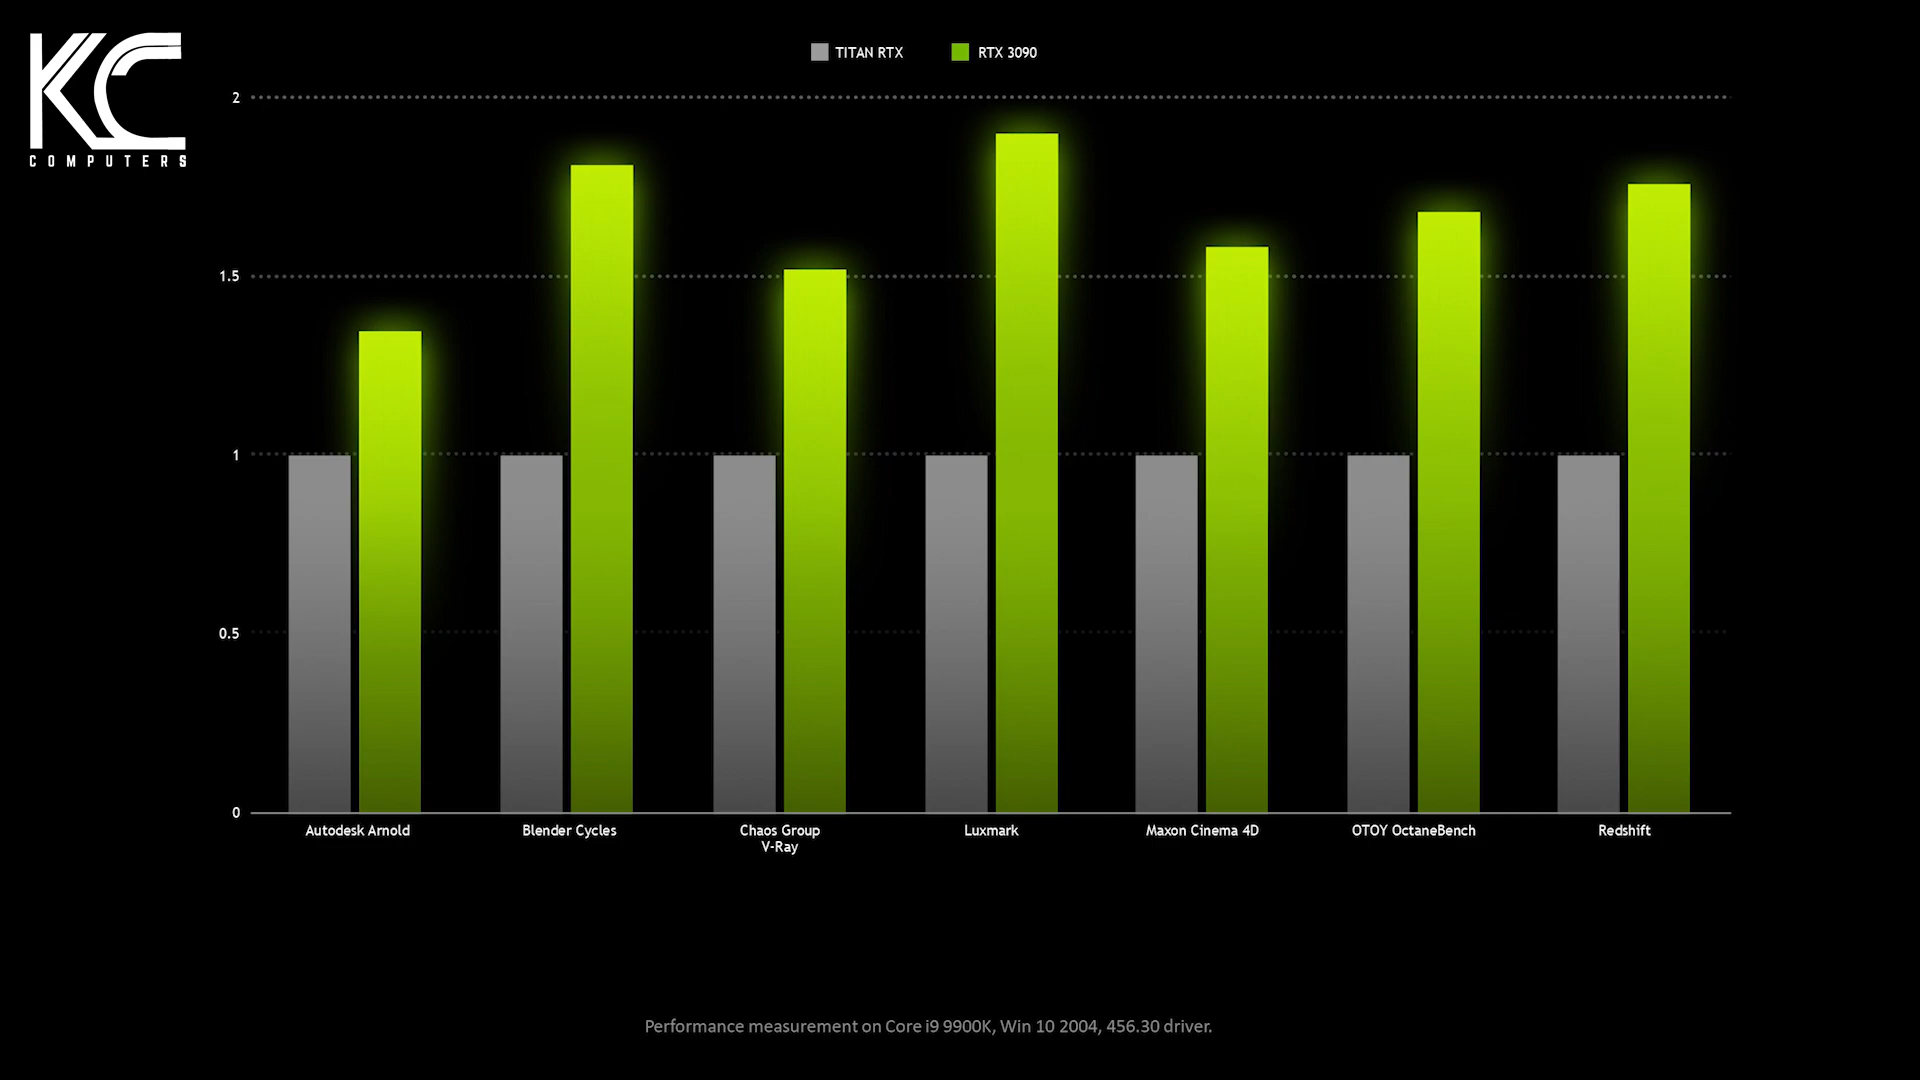 KC
COMPUTERS
TITAN RTX
RTX 3090
2
1.5
1
0.5
0
Autodesk Arnold
Blender Cycles
Chaos Group
V-Ray
Luxmark
Maxon Cinema 4D
OTOY OctaneBench
Redshift
Performance measurement on Core i9 9900K, Win 10 2004, 456.30 driver.